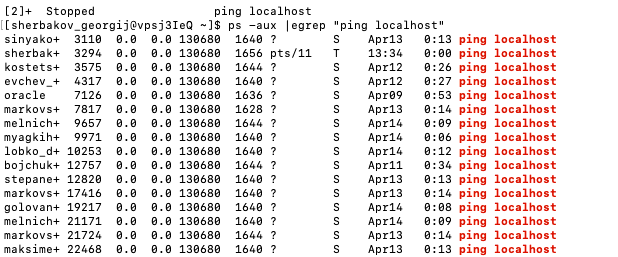 [2]+  Stopped                 ping localhost
[[sherbakov_georgij@vpsj3IeQ ~]$ ps -aux |egrep "ping localhost"
sinyako+  3110  0.0  0.0 130680  1640 ?        S    Apr13   0:13 ping localhost
sherbak+  3294  0.0  0.0 130680  1656 pts/11   T    13:34   0:00 ping localhost
kostets+  3575  0.0  0.0 130680  1644 ?        S    Apr12   0:26 ping localhost
evchev_+  4317  0.0  0.0 130680  1640 ?        S    Apr12   0:27 ping localhost
oracle    7126  0.0  0.0 130680  1636 ?        S    Apr09   0:53 ping localhost
markovs+  7817  0.0  0.0 130680  1628 ?        S    Apr13   0:14 ping localhost
melnich+  9657  0.0  0.0 130680  1644 ?        S    Apr14   0:09 ping localhost
myagkih+  9971  0.0  0.0 130680  1640 ?        S    Apr14   0:06 ping localhost
lobko_d+ 10253  0.0  0.0 130680  1640 ?        S    Apr14   0:12 ping localhost
bojchuk+ 12757  0.0  0.0 130680  1644 ?        S    Apr11   0:34 ping localhost
stepane+ 12820  0.0  0.0 130680  1640 ?        S    Apr13   0:13 ping localhost
markovs+ 17416  0.0  0.0 130680  1640 ?        S    Apr13   0:14 ping localhost
golovan+ 19217  0.0  0.0 130680  1644 ?        S    Apr14   0:08 ping localhost
melnich+ 21171  0.0  0.0 130680  1640 ?        S    Apr14   0:09 ping localhost
markovs+ 21724  0.0  0.0 130680  1644 ?        S    Apr13   0:14 ping localhost
maksime+ 22468  0.0  0.0 130680  1640 ?        S    Apr13   0:13 ping localhost